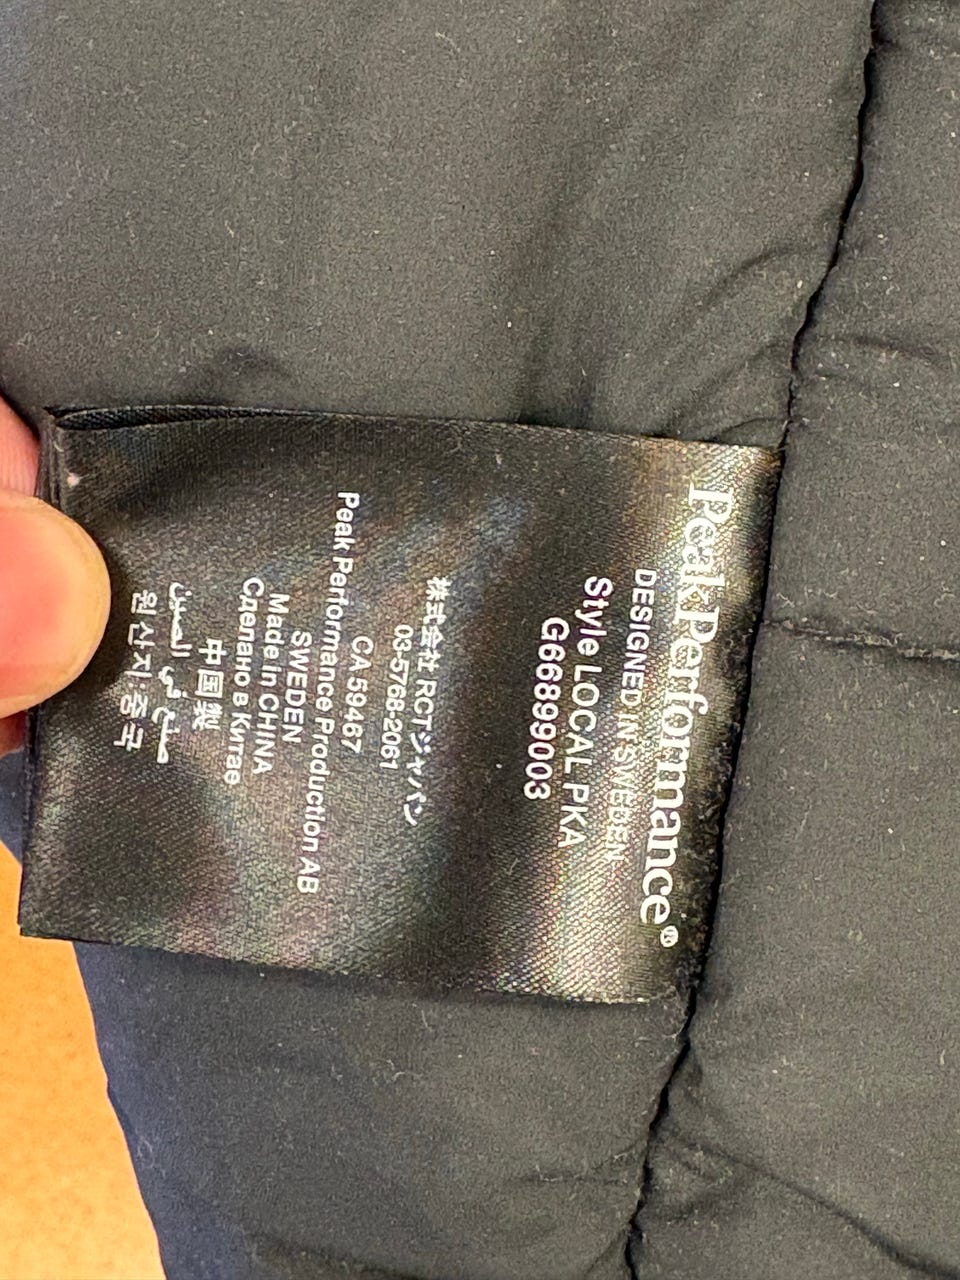 PeakPerformance®
DESIGNED IN SWEDEN
Style LOCAL PKA
G66899003
株式会社 RCTジャパン
03-5766-2061
CA 59487
Peak Performance Production AB
SWEDEN
Made in CHINA
Сделано в Китае
中国製
صنع في الصين
원산지:중국